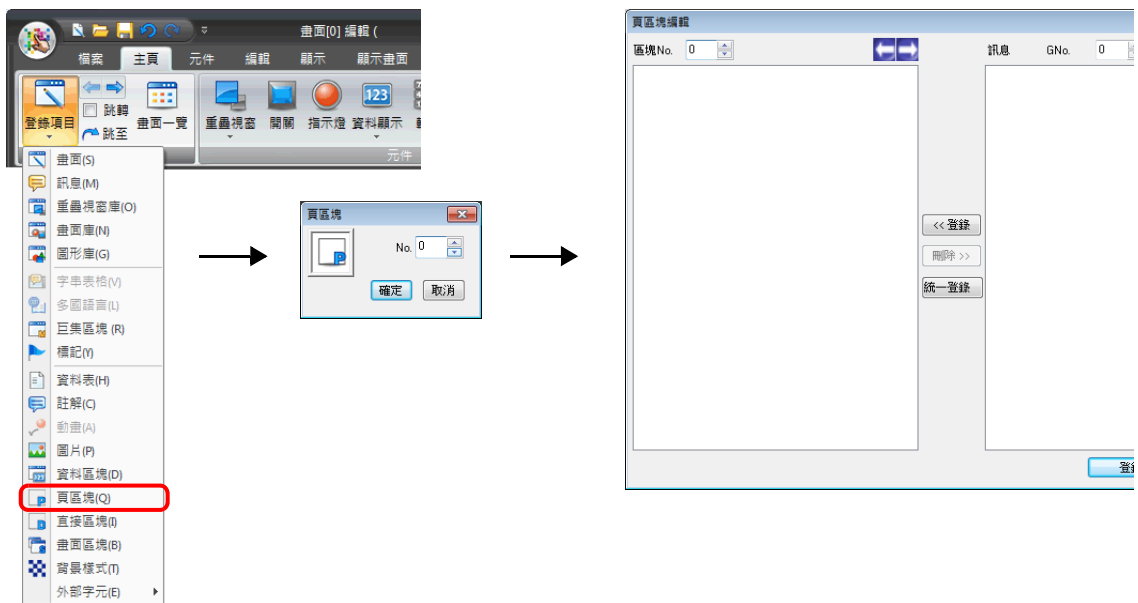 畫面[0] 編輯 (
檔案 主頁 元件 編輯 顯示 顯示畫面
登錄項目
跳轉
跳至
畫面一覽
重疊視窗
開關
指示燈
資料顯示
元件
畫面(S)
訊息(M)
重疊視窗庫(O)
畫面庫(N)
圖形庫(G)
字串表格(V)
多國語言(L)
巨集區塊 (R)
標記(Y)
資料表(H)
註解(C)
動畫(A)
圖片(P)
資料區塊(D)
頁區塊(Q)
直接區塊(I)
畫面區塊(B)
背景樣式(T)
外部字元(E)
頁區塊
No. 0
確定 取消
頁區塊編輯
區塊No. 0 訊息 GNo. 0
<< 登錄
刪除 >>
統一登錄